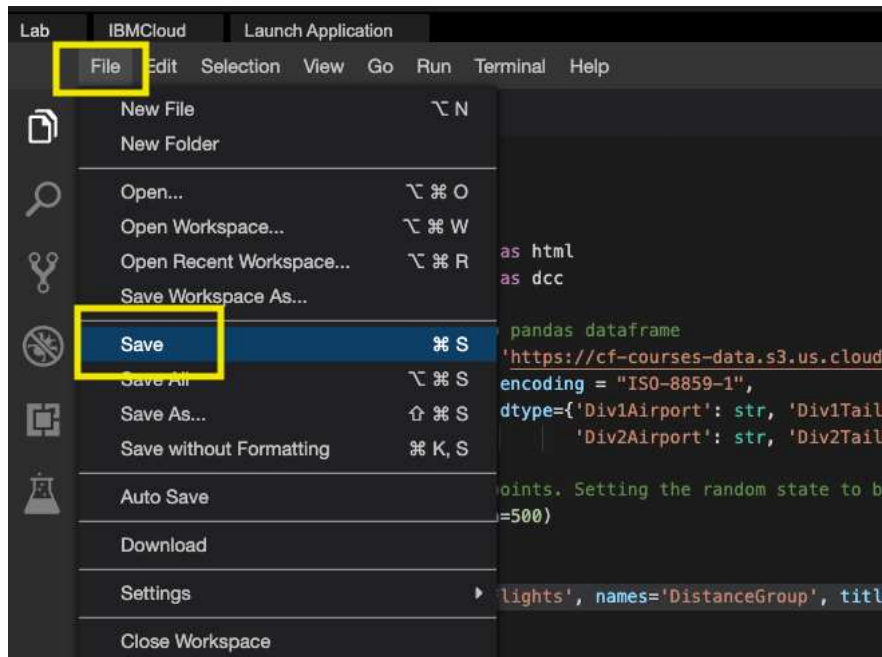 Lab IBMCloud Launch Application
File Edit Selection View Go Run Terminal Help
New File ⌥ N
New Folder
Open... ⌥ ⌘ O
Open Workspace... ⌥ ⌘ W
Open Recent Workspace... ⌥ ⌘ R
Save Workspace As...
Save ⌘ S
Save All ⌥ ⌘ S
Save As... ⇧ ⌘ S
Save without Formatting ⌘ K, S
Auto Save
Download
Settings
Close Workspace
as html
as dcc
pandas dataframe
'https://cf-courses-data.s3.us.cloud
encoding = "ISO-8859-1",
dtype={'Div1Airport': str, 'Div1Tail
'Div2Airport': str, 'Div2Tail
oints. Setting the random state to b
=500)
lights', names='DistanceGroup', titl